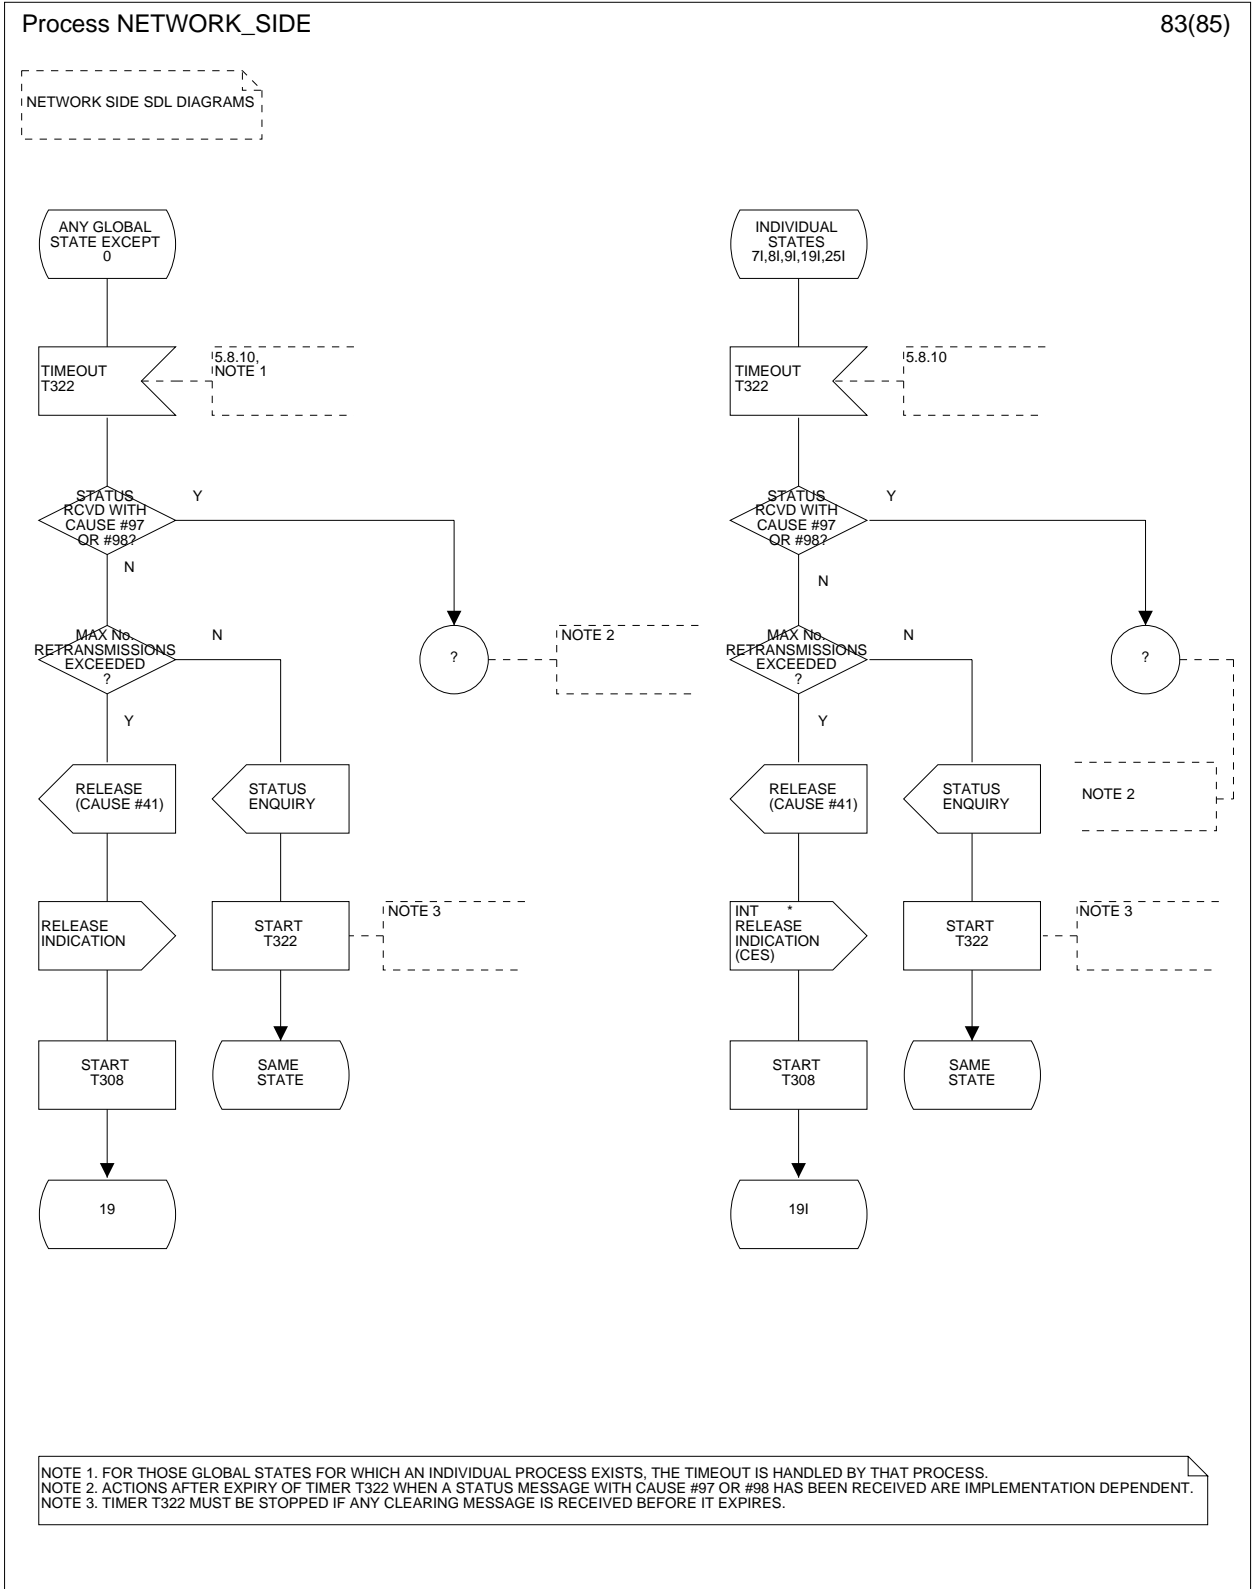 Process NETWORK_SIDE
83(85)
NETWORK SIDE SDL DIAGRAMS
ANY GLOBAL
STATE EXCEPT
0
TIMEOUT
T322
5.8.10,
NOTE 1
STATUS
RCVD WITH
CAUSE #97
OR #98?
Y
N
MAX No.
RETRANSMISSIONS
EXCEEDED
?
N
Y
?
NOTE 2
RELEASE
(CAUSE #41)
STATUS
ENQUIRY
RELEASE
INDICATION
START
T322
NOTE 3
START
T308
SAME
STATE
19
INDIVIDUAL
STATES
7I,8I,9I,19I,25I
TIMEOUT
T322
5.8.10
STATUS
RCVD WITH
CAUSE #97
OR #98?
Y
N
MAX No.
RETRANSMISSIONS
EXCEEDED
?
N
Y
?
RELEASE
(CAUSE #41)
STATUS
ENQUIRY
NOTE 2
INT *
RELEASE
INDICATION
(CES)
START
T322
NOTE 3
START
T308
SAME
STATE
19I
NOTE 1. FOR THOSE GLOBAL STATES FOR WHICH AN INDIVIDUAL PROCESS EXISTS, THE TIMEOUT IS HANDLED BY THAT PROCESS.
NOTE 2. ACTIONS AFTER EXPIRY OF TIMER T322 WHEN A STATUS MESSAGE WITH CAUSE #97 OR #98 HAS BEEN RECEIVED ARE IMPLEMENTATION DEPENDENT.
NOTE 3. TIMER T322 MUST BE STOPPED IF ANY CLEARING MESSAGE IS RECEIVED BEFORE IT EXPIRES.